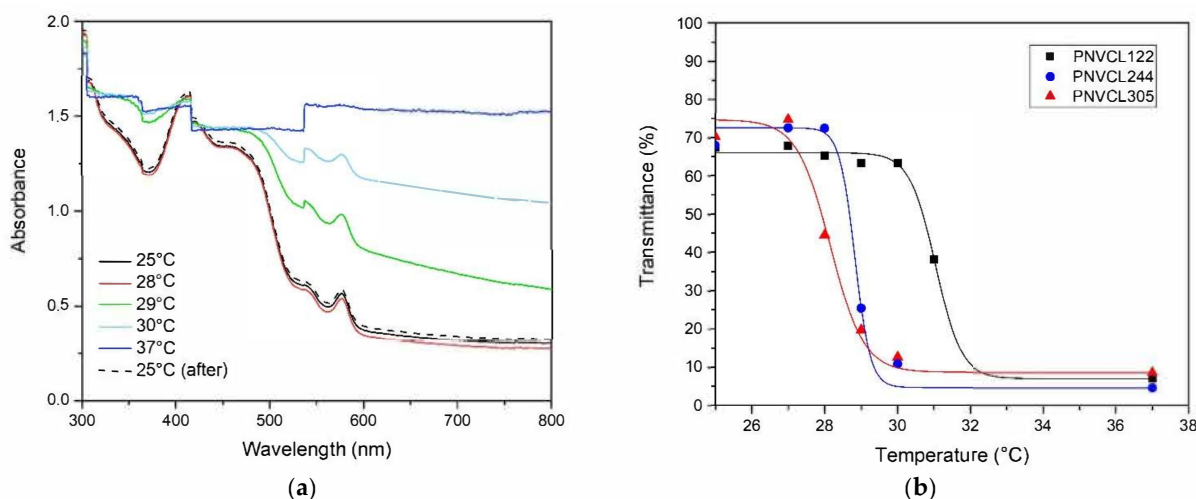 2.0
1.5
1.0
0.5
0.0
Absorbance
25°C
28°C
29°C
30°C
37°C
25°C (after)
300 400 500 600 700 800
Wavelength (nm)
(a)
100
90
80
70
60
50
40
30
20
10
0
Transmittance (%)
PNVCL122
PNVCL244
PNVCL305
26 28 30 32 34 36 38
Temperature (°C)
(b)